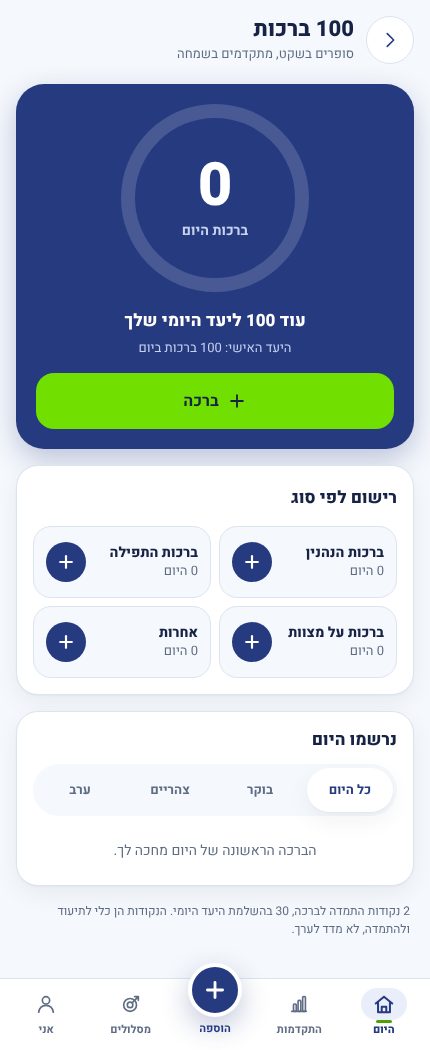 100 ברכות
סופרים בשקט, מתקדמים בשמחה
0
ברכות היום
עוד 100 ליעד היומי שלך
היעד האישי: 100 ברכות ביום
+ ברכה
רישום לפי סוג
ברכות הנהנין
0 היום
ברכות התפילה
0 היום
ברכות על מצוות
0 היום
אחרות
0 היום
נרשמו היום
כל היום
בוקר
צהריים
ערב
הברכה הראשונה של היום מחכה לך.
2 נקודות התמדה לברכה, 30 בהשלמת היעד היומי. הנקודות הן כלי לתיעוד
ולהתמדה, לא מדד לערך.
היום
התקדמות
הוספה
מסלולים
אני